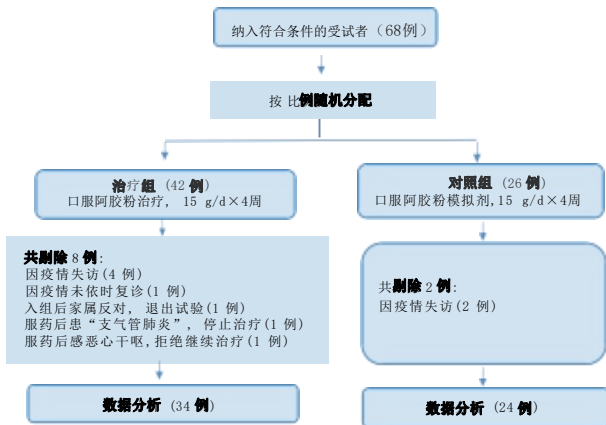 纳入符合条件的受试者（68例）
按比例随机分配
治疗组 (42 例)
口服阿胶粉治疗, 15 g/d×4周
对照组 (26 例)
口服阿胶粉模拟剂,15 g/d×4周
共剔除 8 例:
因疫情失访(4 例)
因疫情未依时复诊(1 例)
入组后家属反对, 退出试验(1 例)
服药后患“支气管肺炎”, 停止治疗(1 例)
服药后感恶心干呕,拒绝继续治疗(1 例)
共剔除 2 例:
因疫情失访(2 例)
数据分析 (34 例)
数据分析 (24 例)